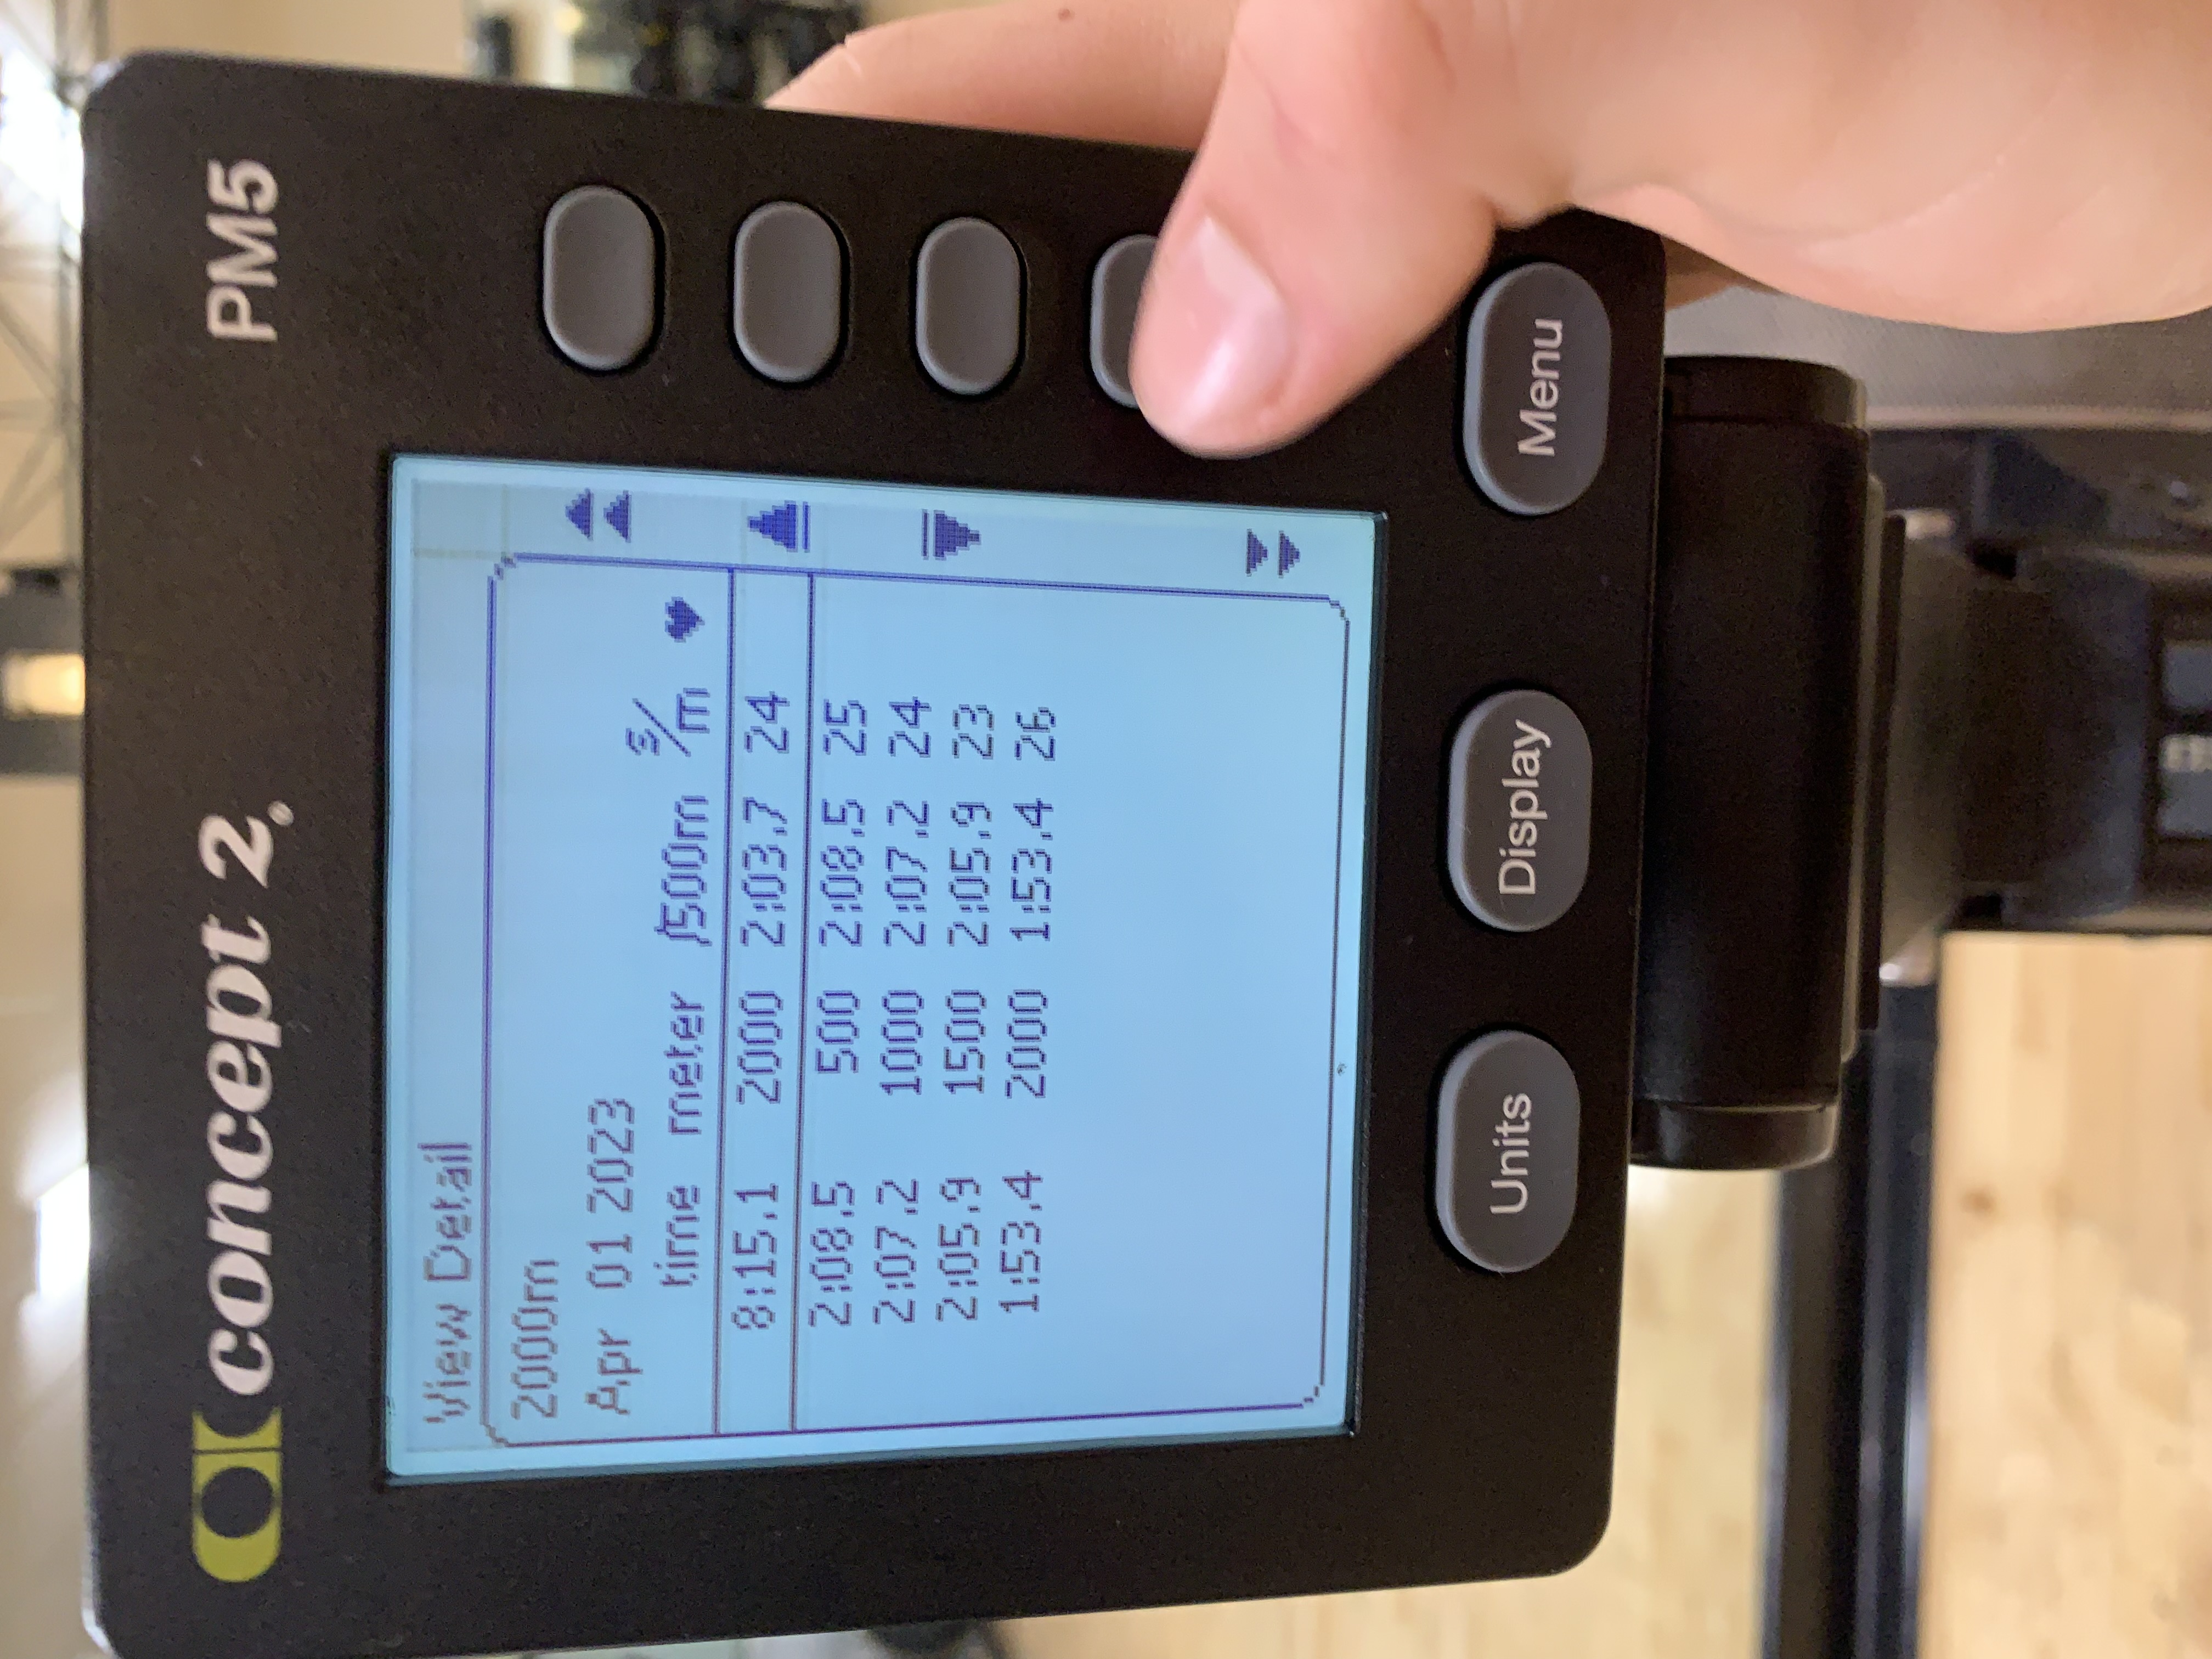 concept 2 PM5
View Detail
2000m
Apr 01 2023
time meter /500m s/m
8:15.1 2000 2:03.7 24
2:08.5 500 2:08.5 25
2:07.2 1000 2:07.2 24
2:05.9 1500 2:05.9 23
1:53.4 2000 1:53.4 26
Units Display Menu